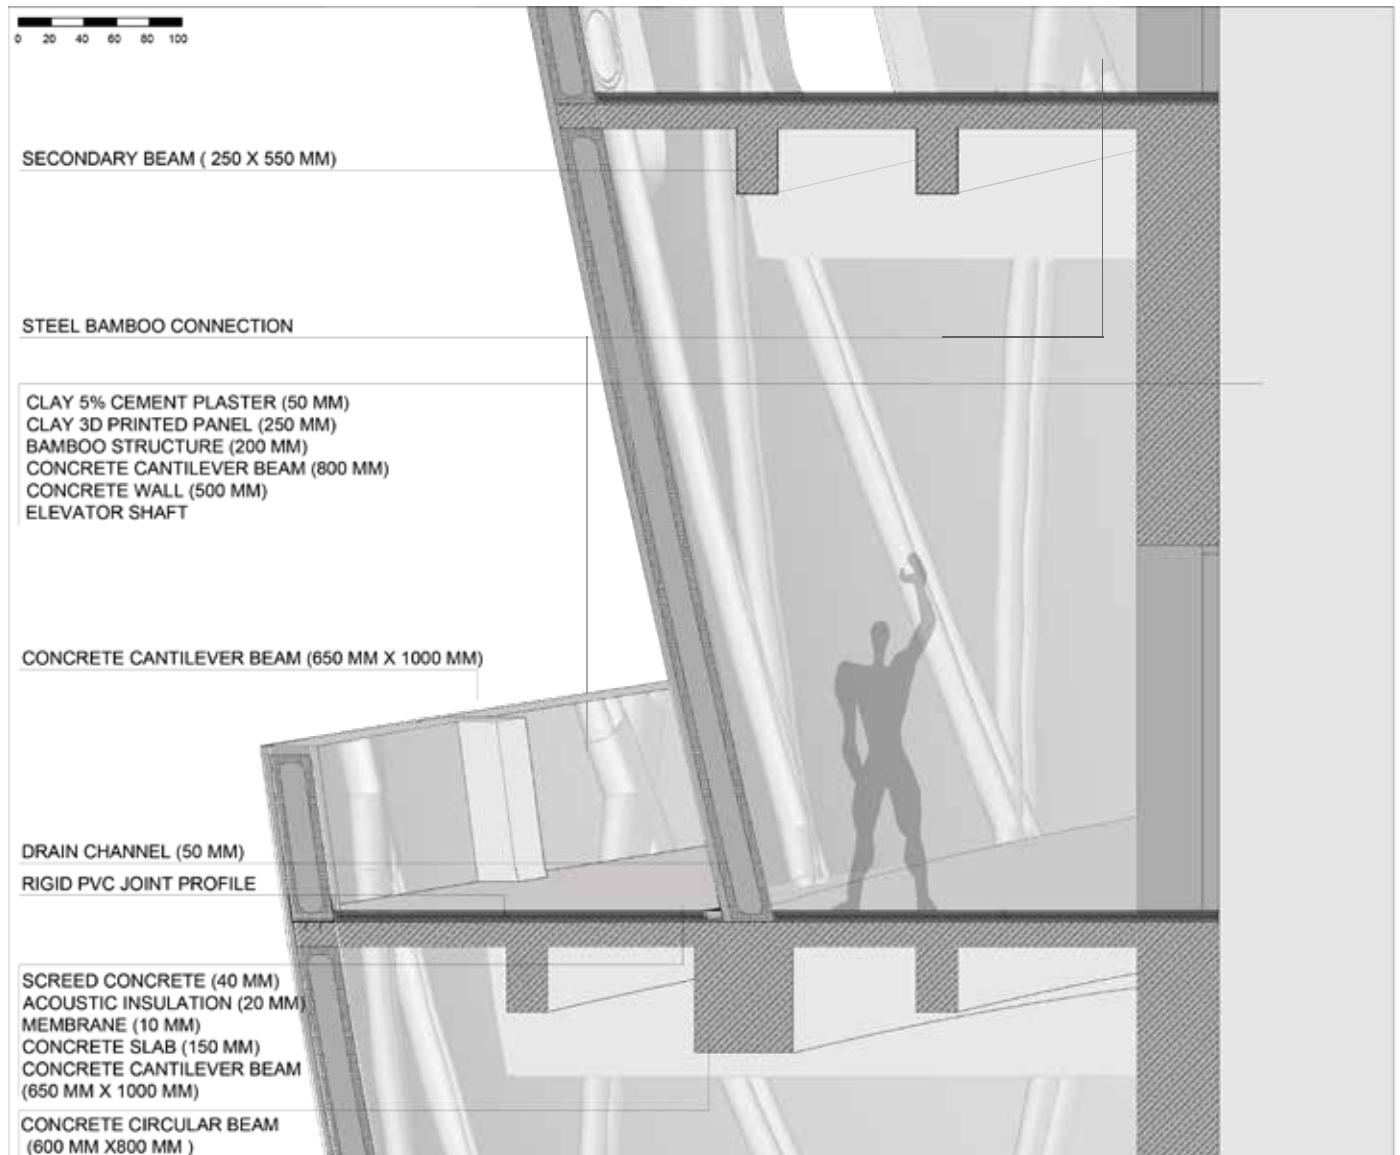 0 20 40 60 80 100
SECONDARY BEAM ( 250 X 550 MM)
STEEL BAMBOO CONNECTION
CLAY 5% CEMENT PLASTER (50 MM)
CLAY 3D PRINTED PANEL (250 MM)
BAMBOO STRUCTURE (200 MM)
CONCRETE CANTILEVER BEAM (800 MM)
CONCRETE WALL (500 MM)
ELEVATOR SHAFT
CONCRETE CANTILEVER BEAM (650 MM X 1000 MM)
DRAIN CHANNEL (50 MM)
RIGID PVC JOINT PROFILE
SCREED CONCRETE (40 MM)
ACOUSTIC INSULATION (20 MM)
MEMBRANE (10 MM)
CONCRETE SLAB (150 MM)
CONCRETE CANTILEVER BEAM
(650 MM X 1000 MM)
CONCRETE CIRCULAR BEAM
(600 MM X800 MM )